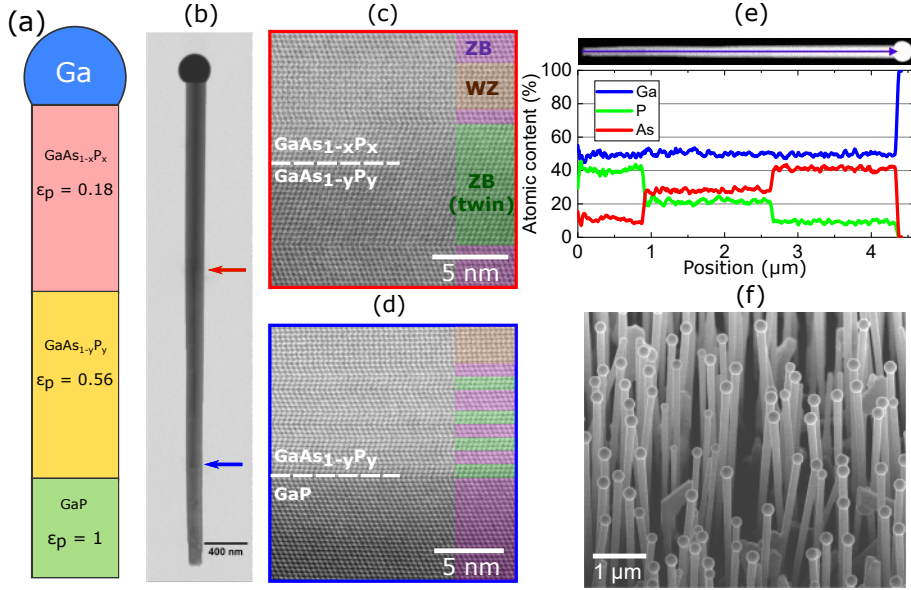 (a)
Ga
GaAs1-xPx
εp = 0.18
GaAs1-yPy
εp = 0.56
GaP
εp = 1
(b)
400 nm
(c)
ZB
WZ
GaAs1-xPx
GaAs1-yPy
ZB
(twin)
5 nm
(d)
GaAs1-yPy
GaP
5 nm
(e)
Atomic content (%)
100
80
60
40
20
0
Ga
P
As
0
1
2
3
4
Position (μm)
(f)
1 μm